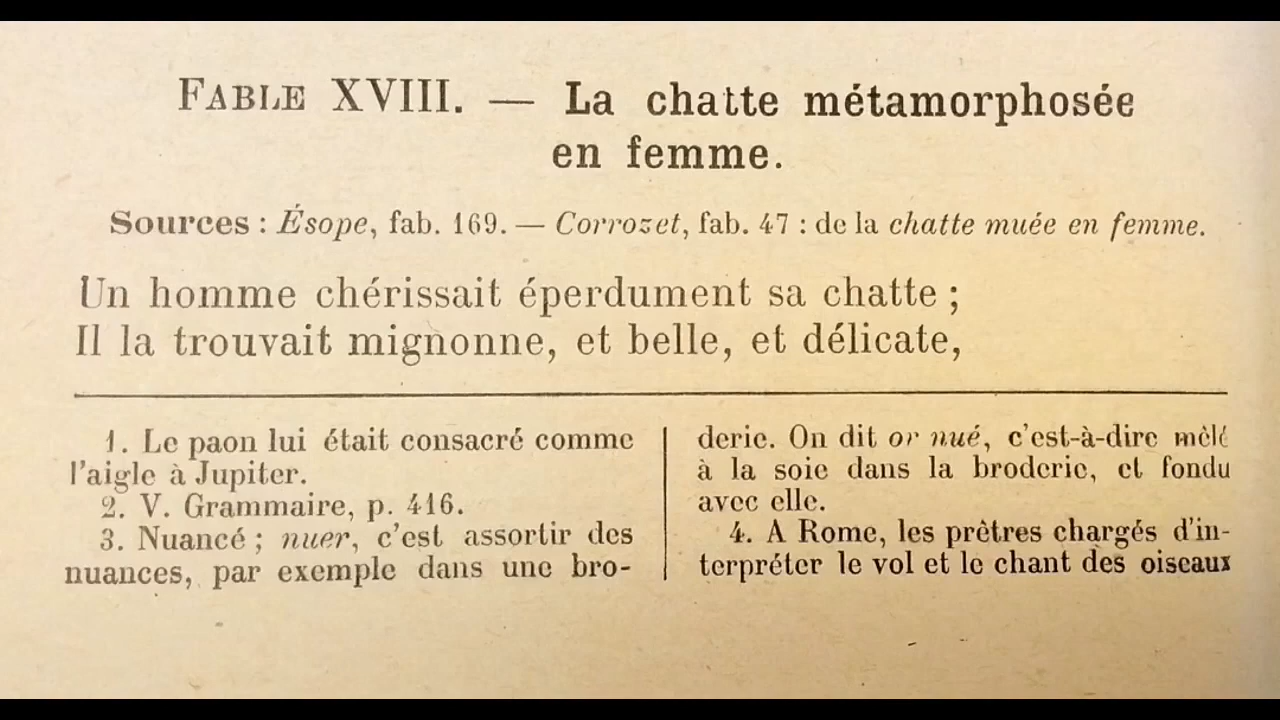 FABLE XVIII. — La chatte métamorphosée
en femme.
Sources : Ésope, fab. 169. — Corrozet, fab. 47 : de la chatte muée en femme.
Un homme chérissait éperdument sa chatte ;
Il la trouvait mignonne, et belle, et délicate,
1. Le paon lui était consacré comme
l'aigle à Jupiter.
2. V. Grammaire, p. 416.
3. Nuancé ; nuer, c'est assortir des
nuances, par exemple dans une bro-
derie. On dit or nué, c'est-à-dire mêlé
à la soie dans la broderie, et fondu
avec elle.
4. A Rome, les prêtres chargés d'in-
terpréter le vol et le chant des oiseaux